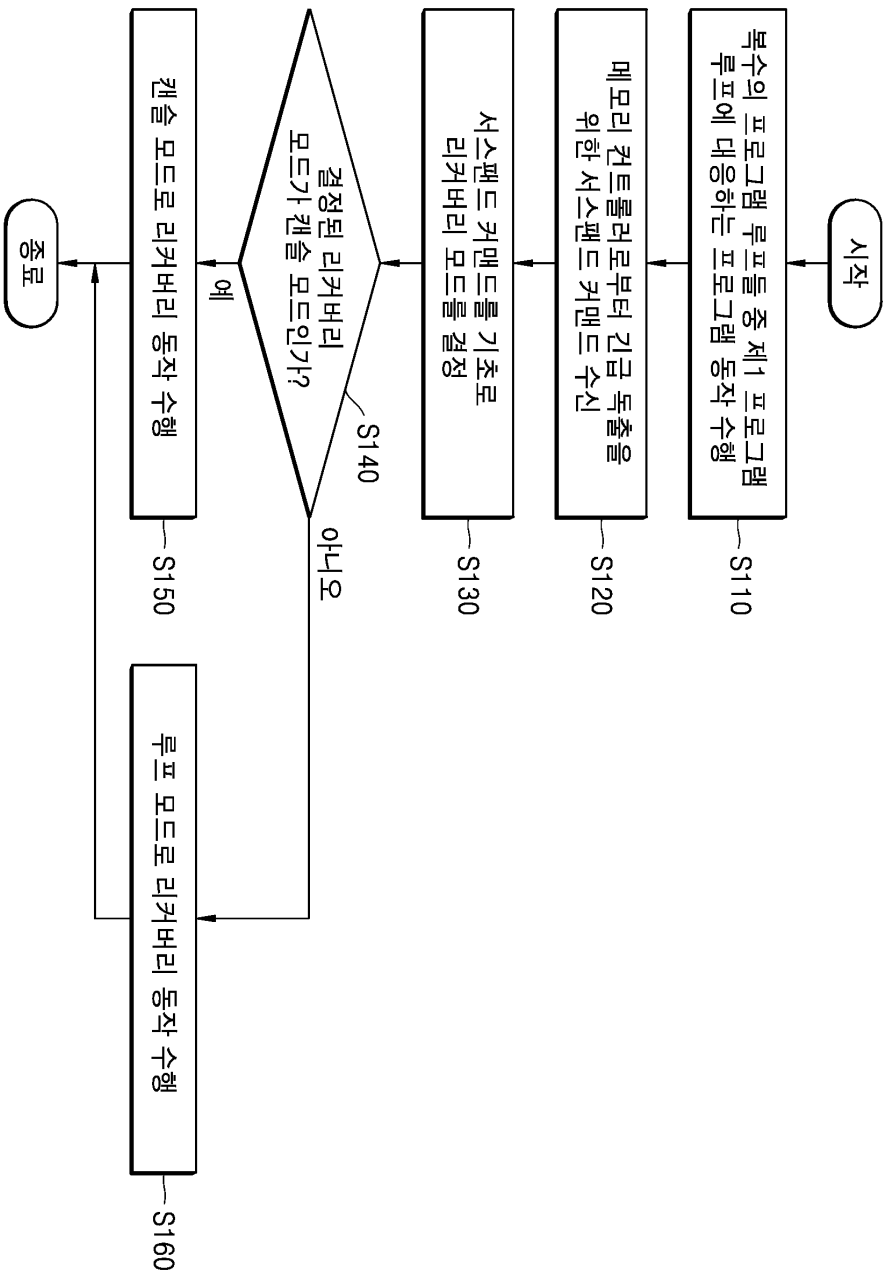 시작
복수의 프로그램 루프들 중 제1 프로그램
루프에 대응하는 프로그램 동작 수행
S110
메모리 컨트롤러로부터 긴급 독출을
위한 서스팬드 커맨드 수신
S120
서스팬드 커맨드를 기초로
리커버리 모드를 결정
S130
결정된 리커버리
모드가 캔슬 모드인가?
S140
아니오
예
캔슬 모드로 리커버리 동작 수행
S150
루프 모드로 리커버리 동작 수행
S160
종료